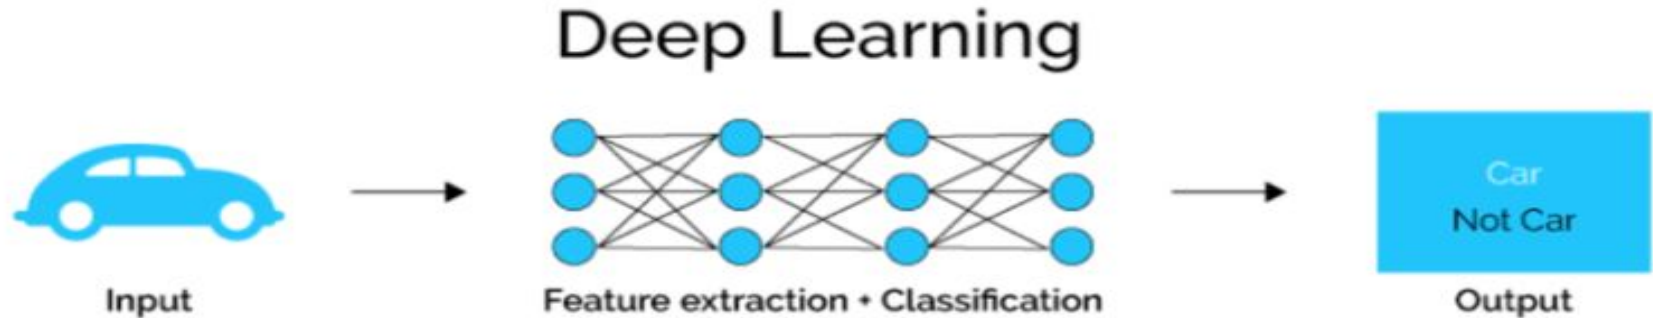 Deep Learning
Car
Not Car
Input
Feature extraction + Classification
Output